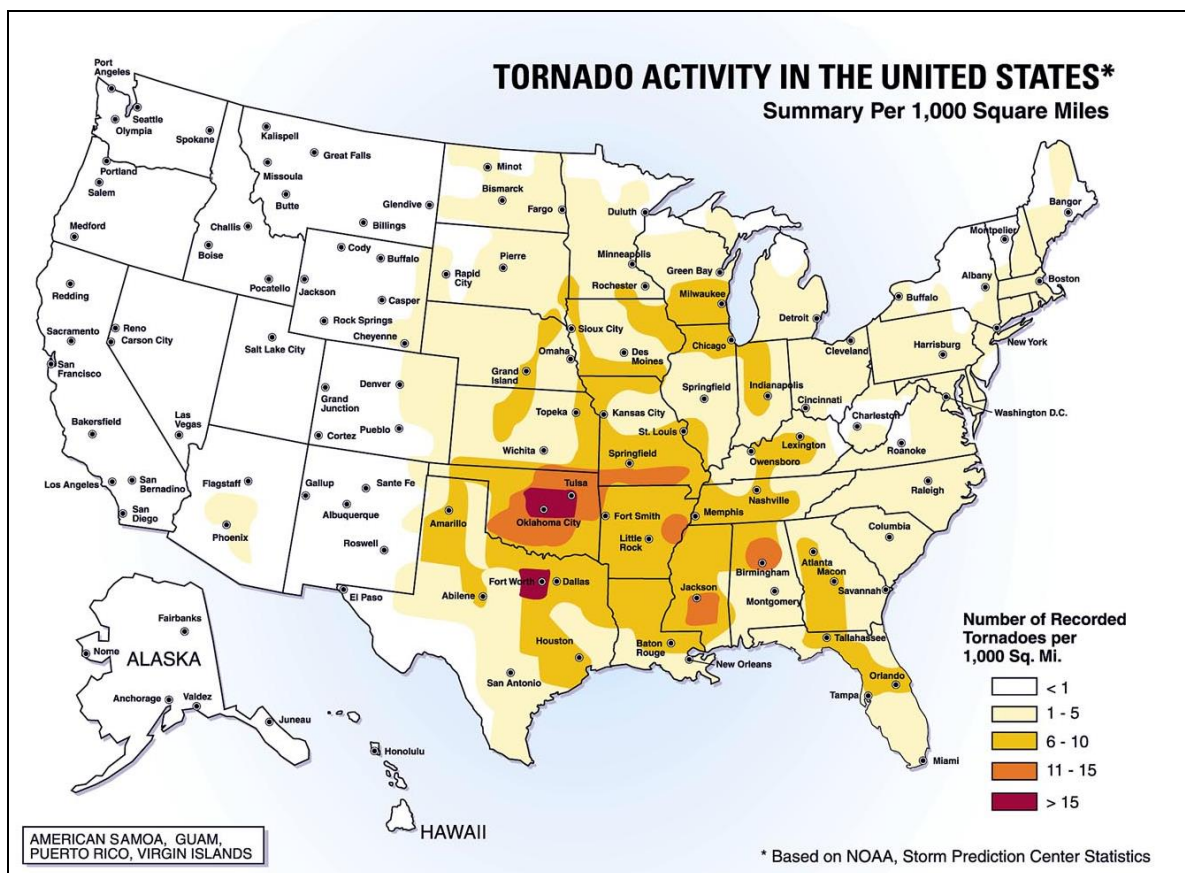 TORNADO ACTIVITY IN THE UNITED STATES*
Summary Per 1,000 Square Miles
Port
Angeles
Seattle
Olympia
Spokane
Portland
Salem
Medford
Kalispell
Great Falls
Missoula
Butte
Glendive
Billings
Challis
Boise
Pocatello
Cody
Buffalo
Jackson
Casper
Rock Springs
Cheyenne
Minot
Bismarck
Fargo
Duluth
Pierre
Rapid
City
Minneapolis
Rochester
Green Bay
Milwaukee
Bangor
Montpelier
Albany
Boston
Buffalo
Detroit
Redding
Sacramento
Reno
Carson City
San
Francisco
Salt Lake City
Sioux City
Omaha
Grand
Island
Des
Moines
Chicago
Cleveland
Harrisburg
New York
Denver
Grand
Junction
Pueblo
Cortez
Topeka
Kansas City
Wichita
Springfield
St. Louis
Springfield
Indianapolis
Cincinnati
Charleston
Washington D.C.
Lexington
Owensboro
Roanoke
Bakersfield
Las
Vegas
Los Angeles
San
Bernadino
San
Diego
Flagstaff
Phoenix
Gallup
Sante Fe
Albuquerque
Roswell
Amarillo
Tulsa
Oklahoma City
Fort Smith
Little
Rock
Memphis
Nashville
Raleigh
Columbia
Atlanta
Macon
Savannah
Birmingham
Montgomery
Jackson
El Paso
Abilene
Fort Worth
Dallas
Houston
San Antonio
Baton
Rouge
New Orleans
Tallahassee
Orlando
Tampa
Miami
Fairbanks
Nome
ALASKA
Anchorage
Valdez
Juneau
Honolulu
HAWAII
Number of Recorded
Tornadoes per
1,000 Sq. Mi.
< 1
1 - 5
6 - 10
11 - 15
> 15
AMERICAN SAMOA, GUAM,
PUERTO RICO, VIRGIN ISLANDS
* Based on NOAA, Storm Prediction Center Statistics